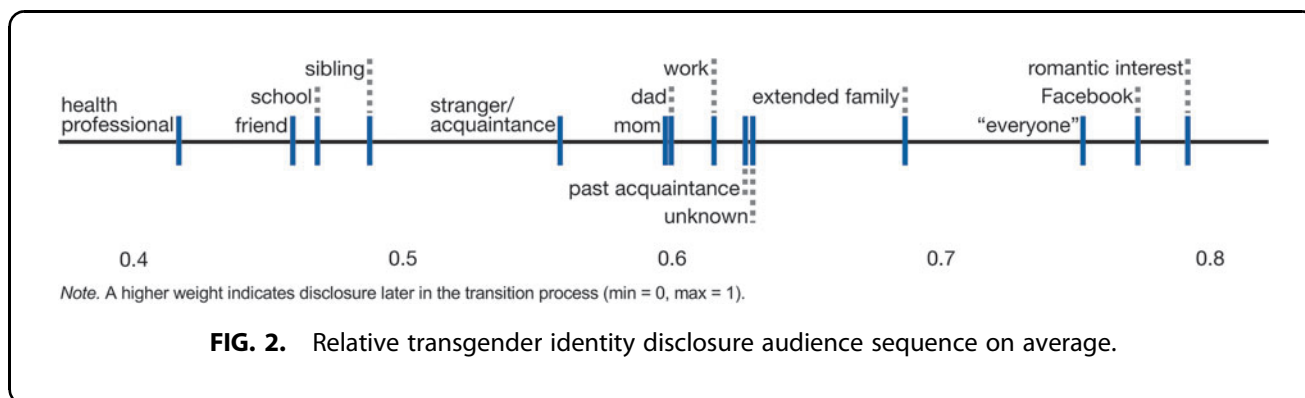 sibling
work
romantic interest
school
dad
extended family
Facebook
health
professional
friend
stranger/
acquaintance
mom
“everyone”
past acquaintance
unknown
0.4 0.5 0.6 0.7 0.8
Note. A higher weight indicates disclosure later in the transition process (min = 0, max = 1).
FIG. 2. Relative transgender identity disclosure audience sequence on average.